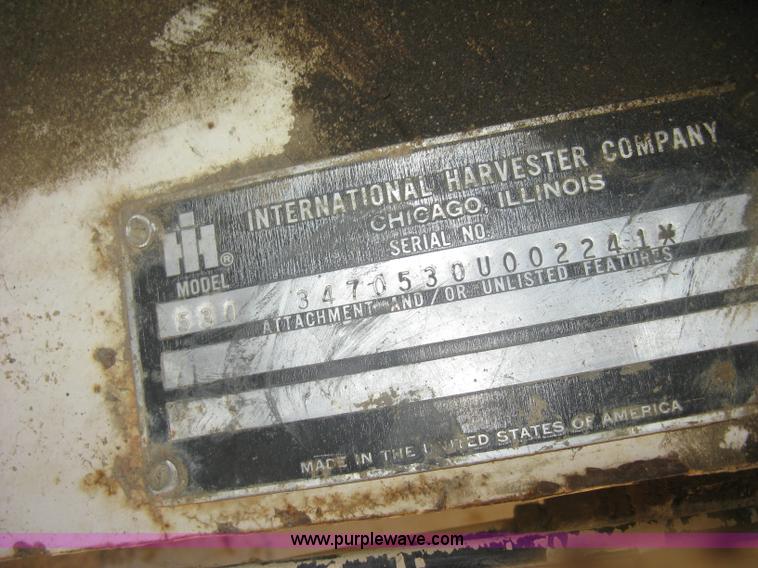 INTERNATIONAL HARVESTER COMPANY
CHICAGO, ILLINOIS
IH®
MODEL
SERIAL NO.
530
3470530U002241*
ATTACHMENT AND/OR UNLISTED FEATURES
MADE IN THE UNITED STATES OF AMERICA
www.purplewave.com